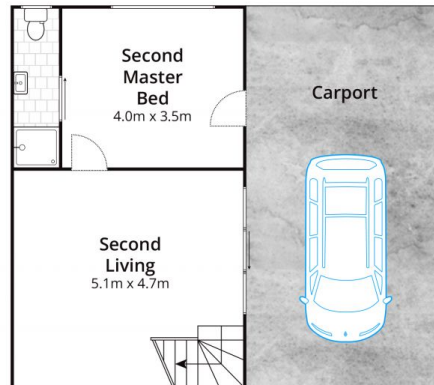 Second
Master
Bed
4.0m x 3.5m
Carport
Second
Living
5.1m x 4.7m